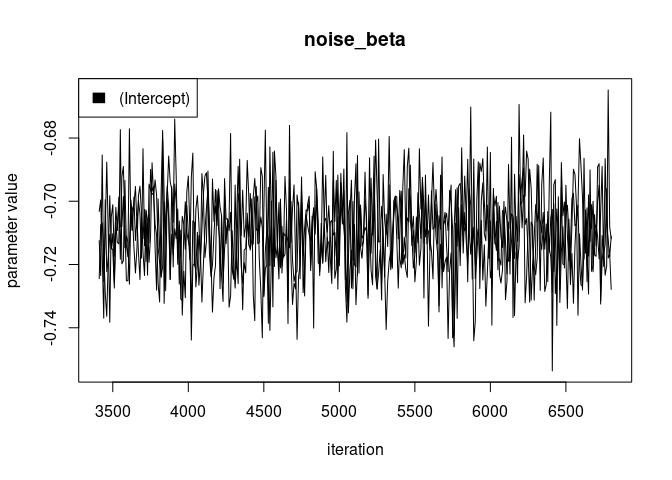 noise_beta
(Intercept)
parameter value
-0.68
-0.70
-0.72
-0.74
3500 4000 4500 5000 5500 6000 6500
iteration